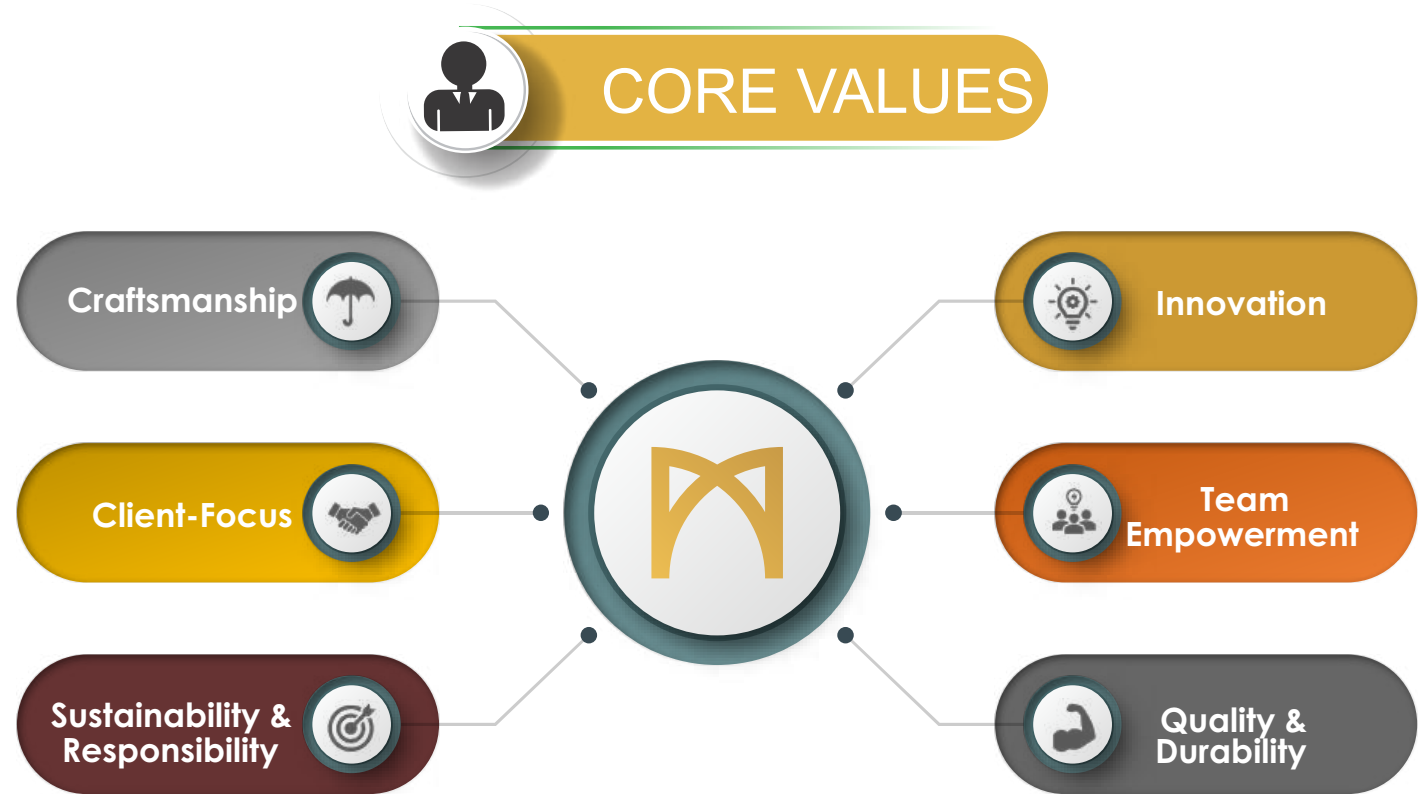 CORE VALUES
Craftsmanship
Innovation
Client-Focus
Team
Empowerment
Sustainability &
Responsibility
Quality &
Durability